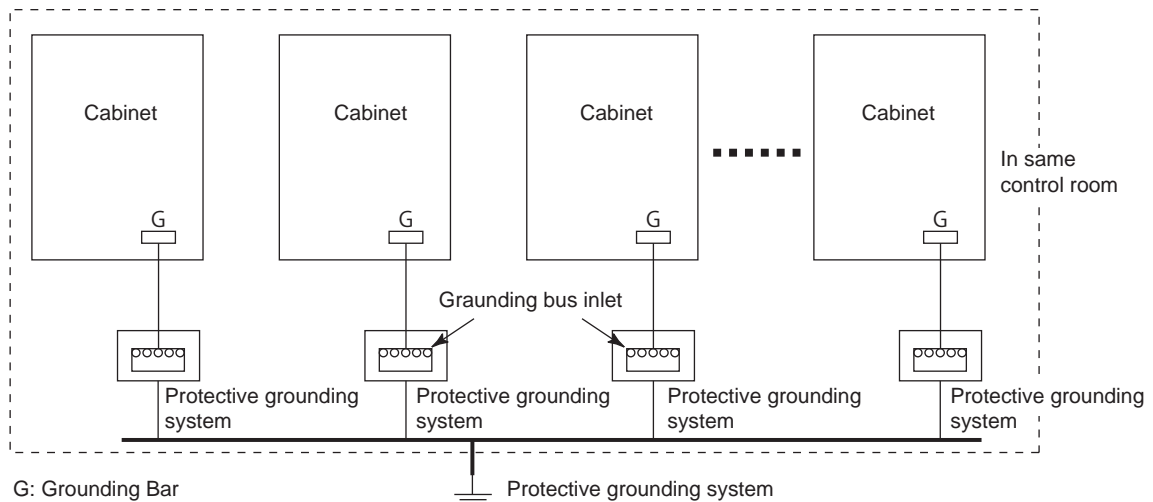 Cabinet
Cabinet
Cabinet
Cabinet
In same
control room
G
G
G
G
Graunding bus inlet
Protective grounding
system
Protective grounding
system
Protective grounding
system
Protective grounding
system
G: Grounding Bar
Protective grounding system